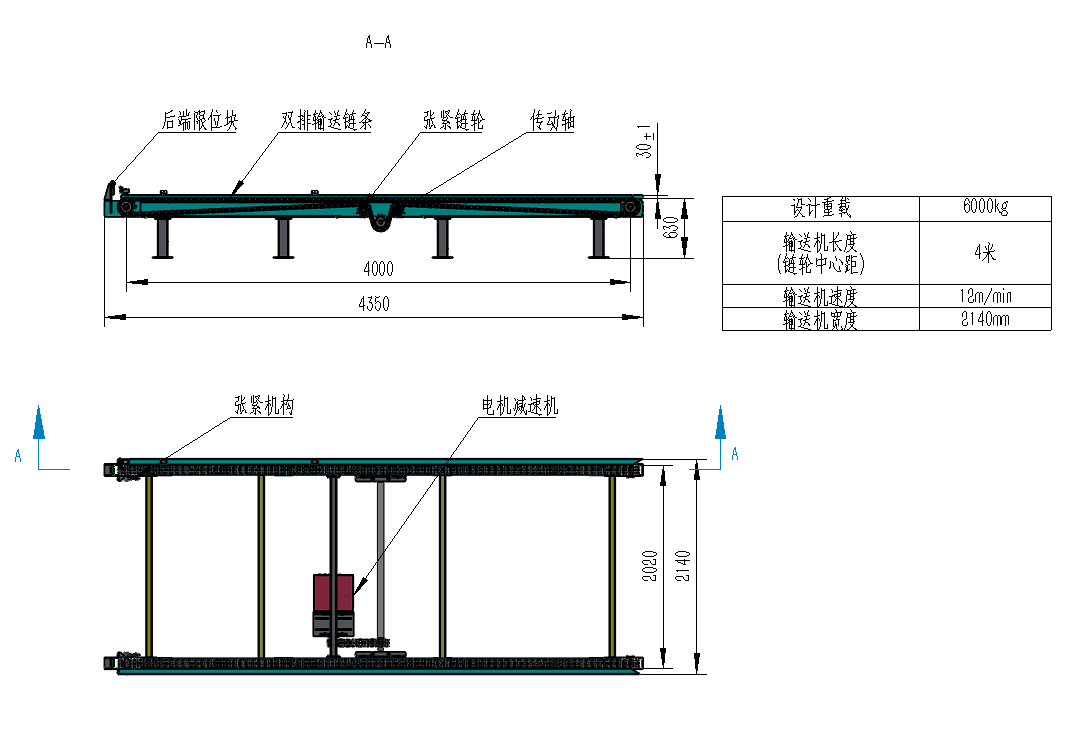 A-A
后端限位块
双排输送链条
张紧链轮
传动轴
30±1
630
4000
4350
设计重载 6000kg
输送机长度
(链轮中心距) 4米
输送机速度 12m/min
输送机宽度 2140mm
张紧机构
电机减速机
A
A
2020
2140